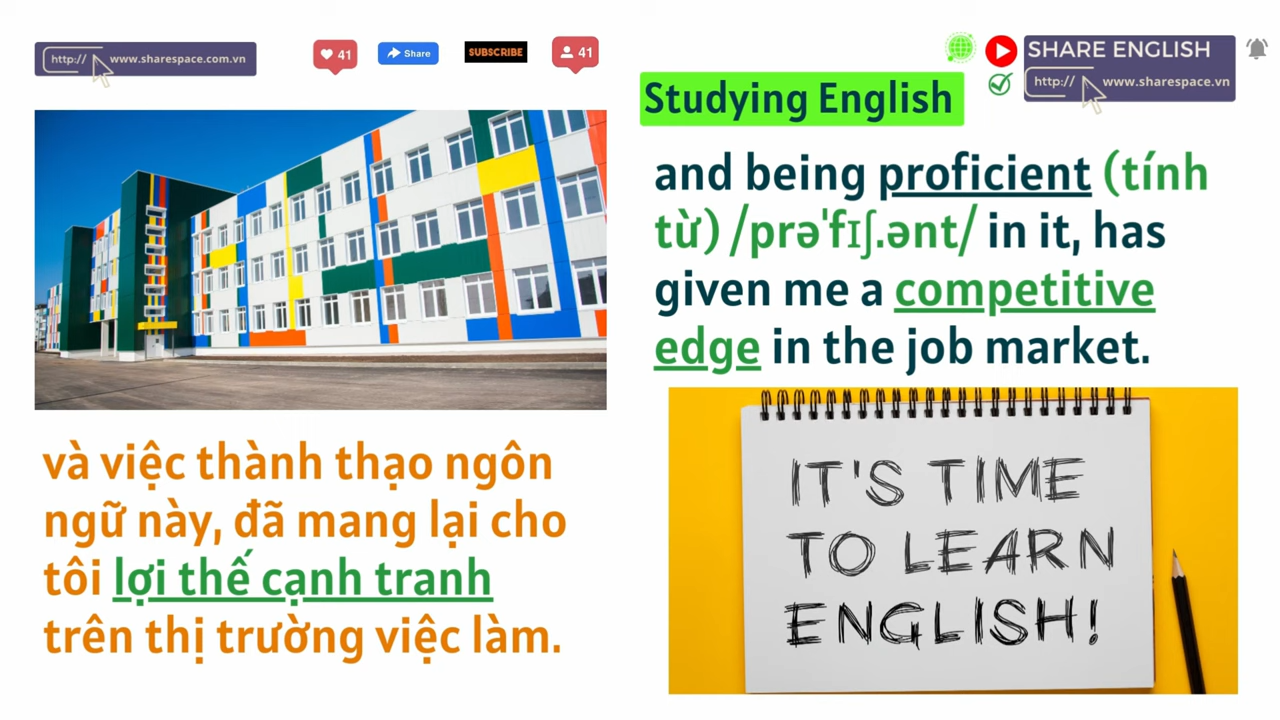 http://
www.sharespace.com.vn
41
Share
SUBSCRIBE
41
SHARE ENGLISH
http://
www.sharespace.vn
Studying English
và việc thành thạo ngôn
ngữ này, đã mang lại cho
tôi lợi thế cạnh tranh
trên thị trường việc làm.
and being proficient (tính
từ) /prəˈfɪʃ.ənt/ in it, has
given me a competitive
edge in the job market.
IT'S TIME
TO LEARN
ENGLISH!